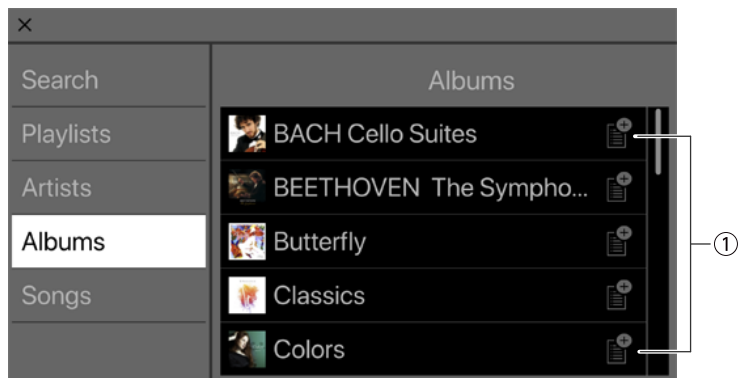 ×
Search
Playlists
Artists
Albums
Songs
Albums
BACH Cello Suites
BEETHOVEN The Sympho...
Butterfly
Classics
Colors
①